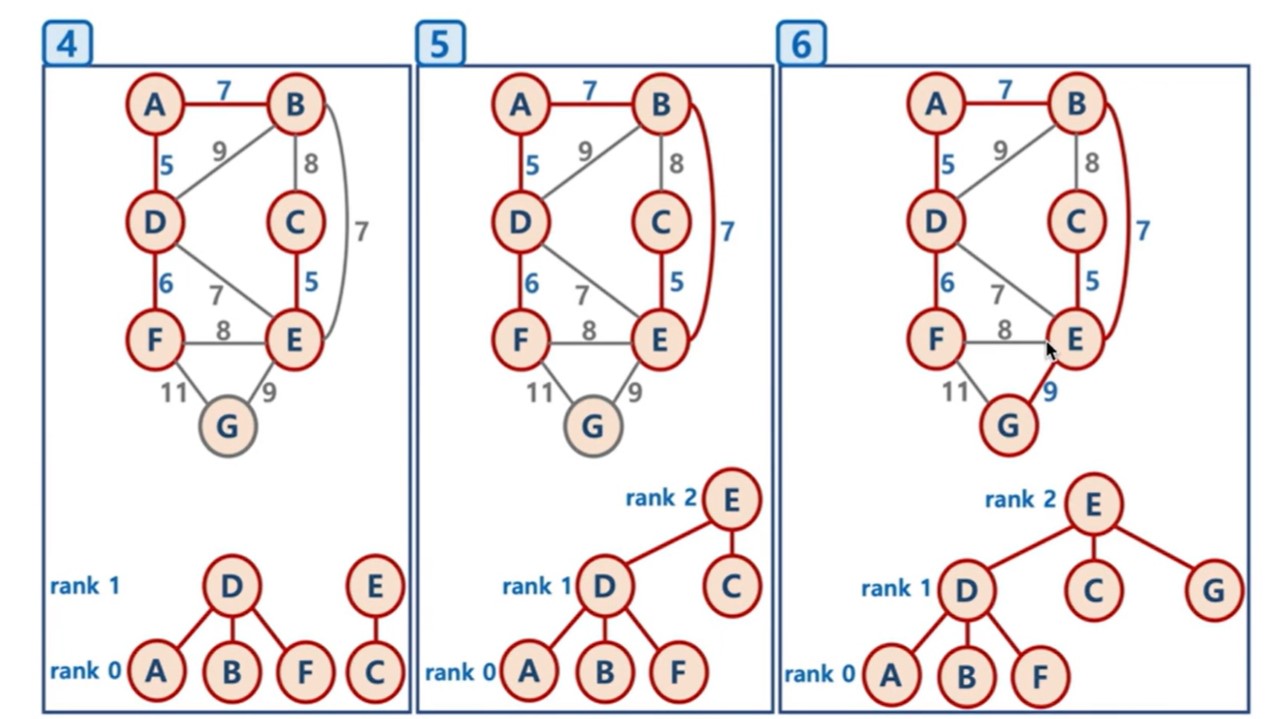 4
A 7 B
5 9 8
D C 7
6 7 5
F 8 E
11 9
G
rank 1 D E
rank 0 A B F C
5
A 7 B
5 9 8
D C 7
6 7 5
F 8 E
11 9
G
rank 2 E
rank 1 D C
rank 0 A B F
6
A 7 B
5 9 8
D C 7
6 7 5
F 8 E
11 9
G
rank 2 E
rank 1 D C G
rank 0 A B F